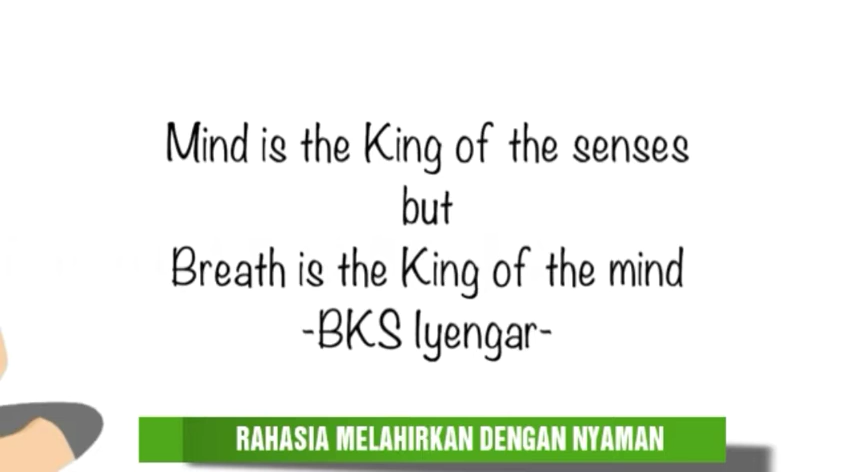 Mind is the King of the senses
but
Breath is the King of the mind
-BKS Iyengar-
RAHASIA MELAHIRKAN DENGAN NYAMAN